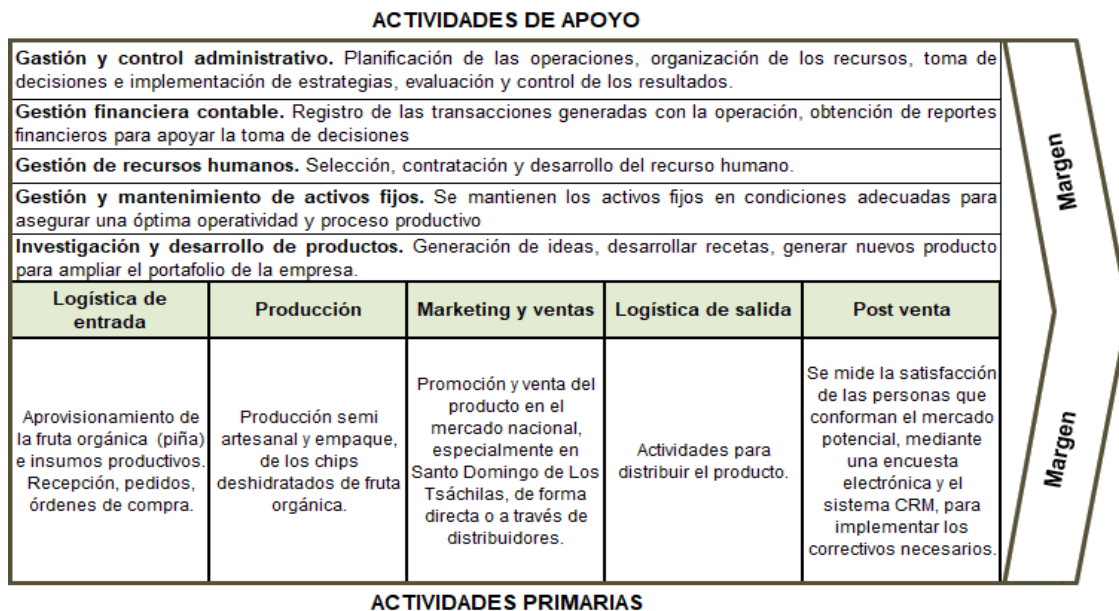 ACTIVIDADES DE APOYO
Gastión y control administrativo. Planificación de las operaciones, organización de los recursos, toma de
decisiones e implementación de estrategias, evaluación y control de los resultados.
Gestión financiera contable. Registro de las transacciones generadas con la operación, obtención de reportes
financieros para apoyar la toma de decisiones
Gestión de recursos humanos. Selección, contratación y desarrollo del recurso humano.
Gestión y mantenimiento de activos fijos. Se mantienen los activos fijos en condiciones adecuadas para
asegurar una óptima operatividad y proceso productivo
Investigación y desarrollo de productos. Generación de ideas, desarrollar recetas, generar nuevos producto
para ampliar el portafolio de la empresa.
Margen
Logística de
entrada
Producción
Marketing y ventas
Logística de salida
Post venta
Aprovisionamiento de
la fruta orgánica (piña)
e insumos productivos.
Recepción, pedidos,
órdenes de compra.
Producción semi
artesanal y empaque,
de los chips
deshidratados de fruta
orgánica.
Promoción y venta del
producto en el
mercado nacional,
especialmente en
Santo Domingo de Los
Tsáchilas, de forma
directa o a través de
distribuidores.
Actividades para
distribuir el producto.
Se mide la satisfacción
de las personas que
conforman el mercado
potencial, mediante
una encuesta
electrónica y el
sistema CRM, para
implementar los
correctivos necesarios.
Margen
ACTIVIDADES PRIMARIAS